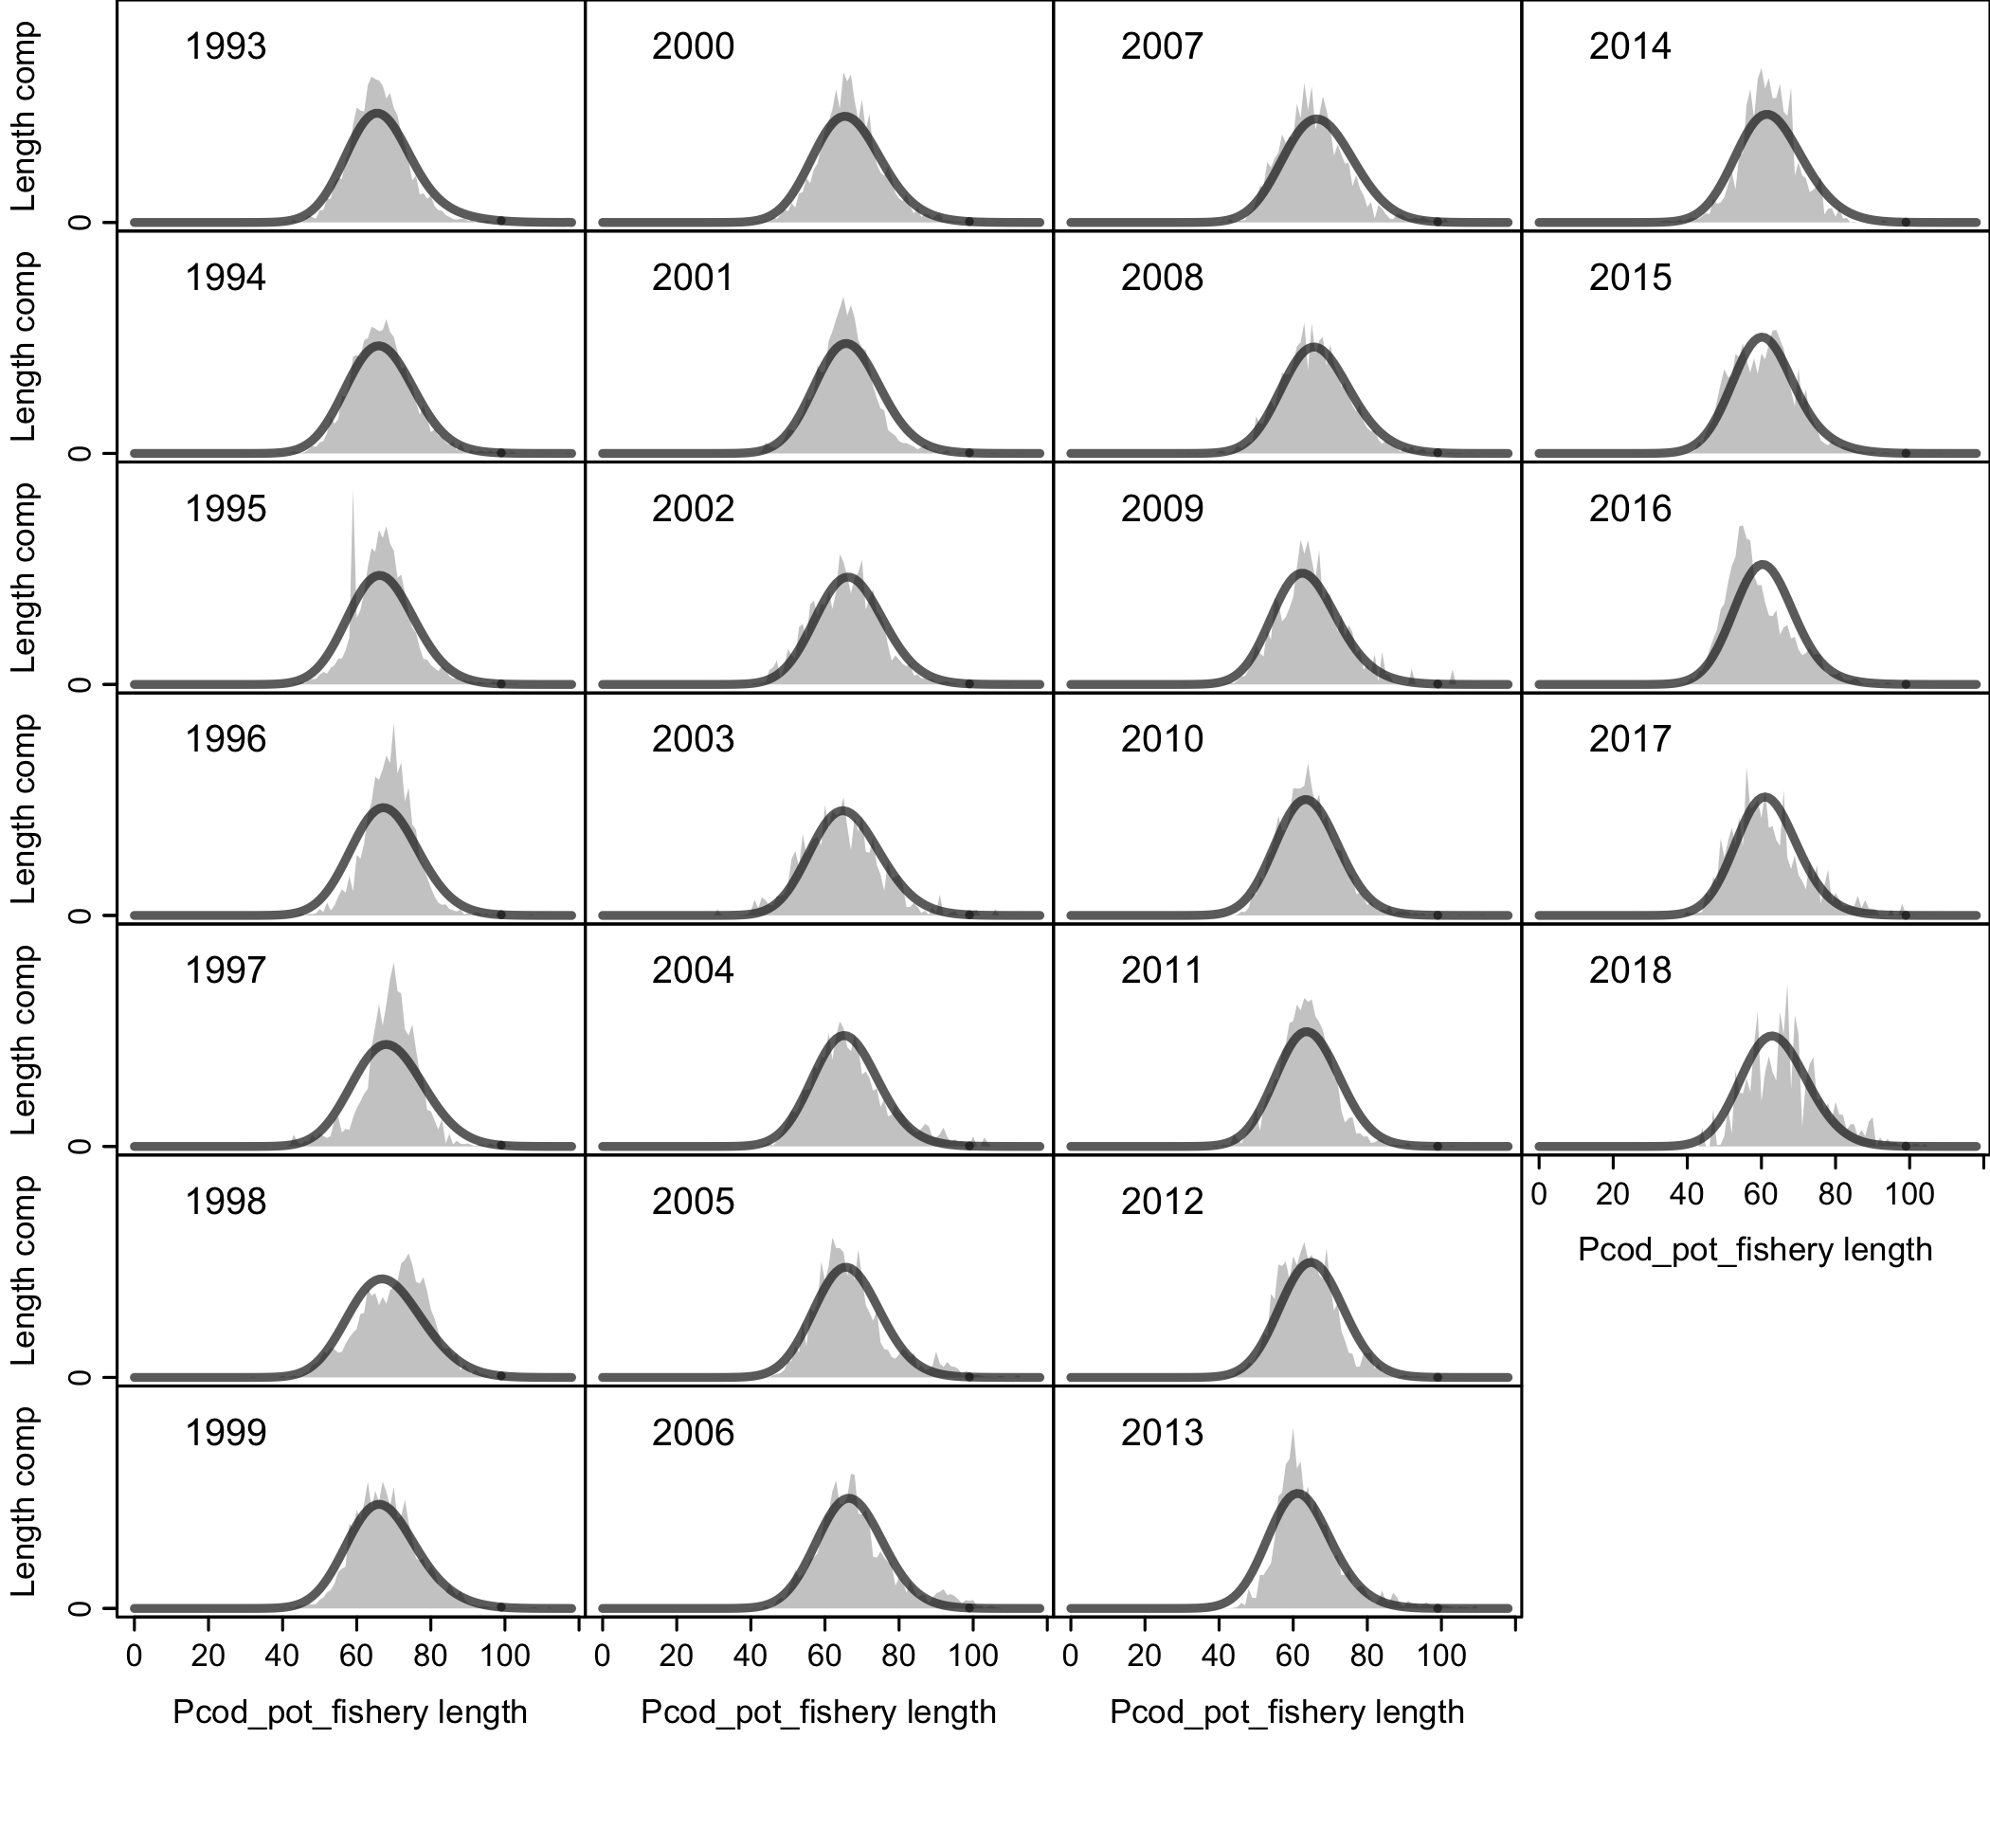 Length comp 0 1993 2000 2007 2014
Length comp 0 1994 2001 2008 2015
Length comp 0 1995 2002 2009 2016
Length comp 0 1996 2003 2010 2017
Length comp 0 1997 2004 2011 2018
0 20 40 60 80 100
Pcod_pot_fishery length
Length comp 0 1998 2005 2012
Length comp 0 1999 2006 2013
0 20 40 60 80 100 0 20 40 60 80 100 0 20 40 60 80 100
Pcod_pot_fishery length Pcod_pot_fishery length Pcod_pot_fishery length